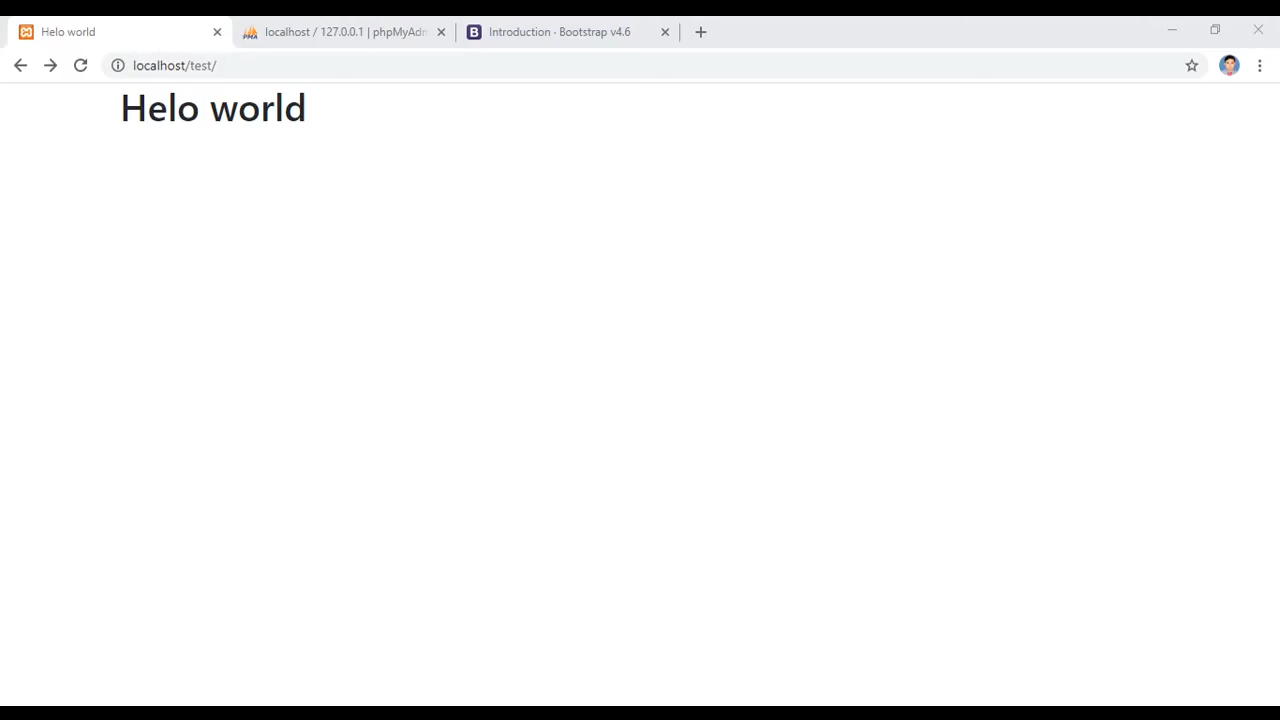 Helo world
localhost / 127.0.0.1 | phpMyAdm
Introduction · Bootstrap v4.6
localhost/test/
Helo world